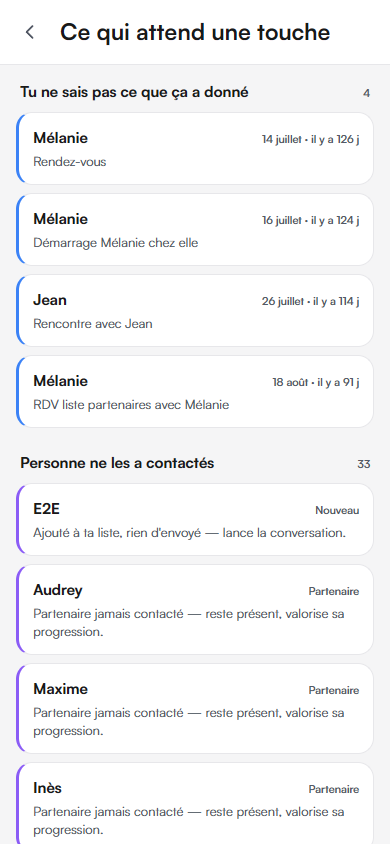 Ce qui attend une touche
Tu ne sais pas ce que ça a donné 4
Mélanie 14 juillet · il y a 126 j
Rendez-vous
Mélanie 16 juillet · il y a 124 j
Démarrage Mélanie chez elle
Jean 26 juillet · il y a 114 j
Rencontre avec Jean
Mélanie 18 août · il y a 91 j
RDV liste partenaires avec Mélanie
Personne ne les a contactés 33
E2E Nouveau
Ajouté à ta liste, rien d'envoyé — lance la conversation.
Audrey Partenaire
Partenaire jamais contacté — reste présent, valorise sa
progression.
Maxime Partenaire
Partenaire jamais contacté — reste présent, valorise sa
progression.
Inès Partenaire
Partenaire jamais contacté — reste présent, valorise sa
progression.